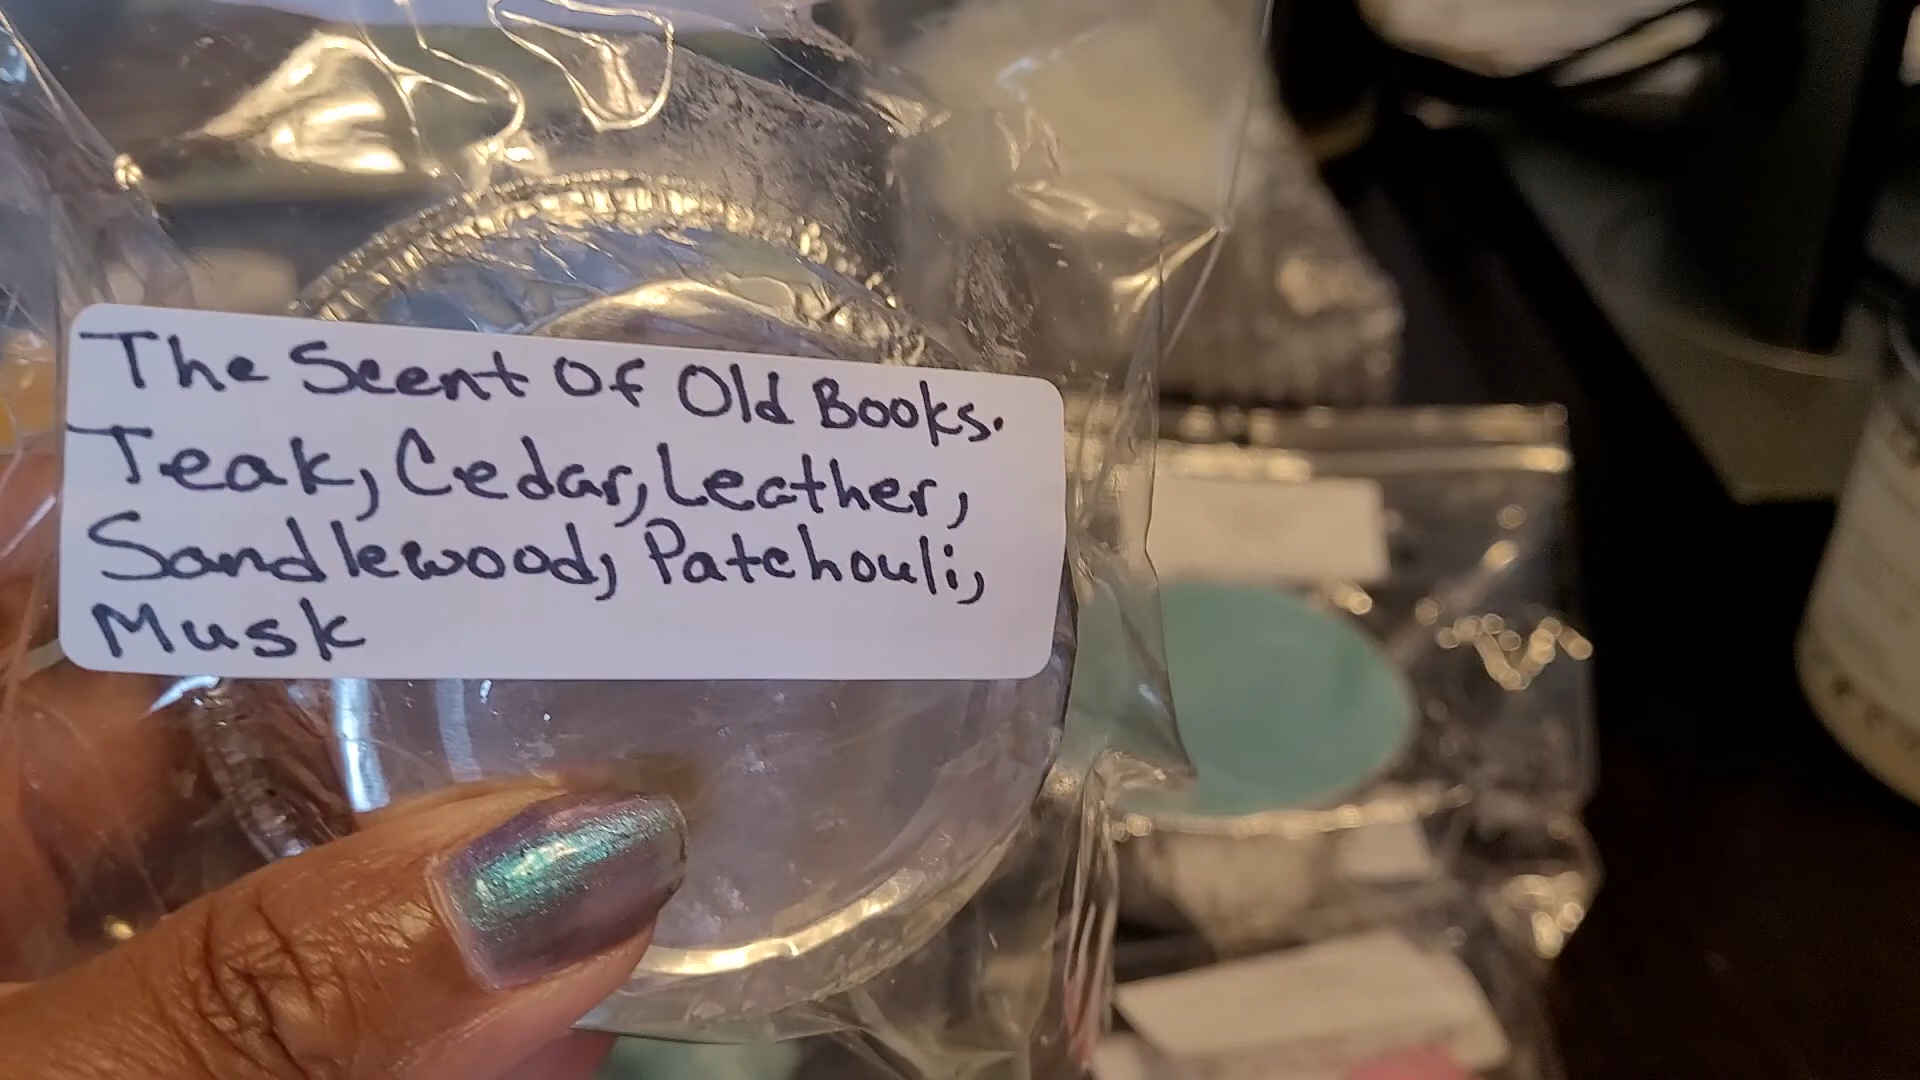 The Scent Of Old Books.
Teak, Cedar, Leather,
Sandlewood, Patchouli,
Musk